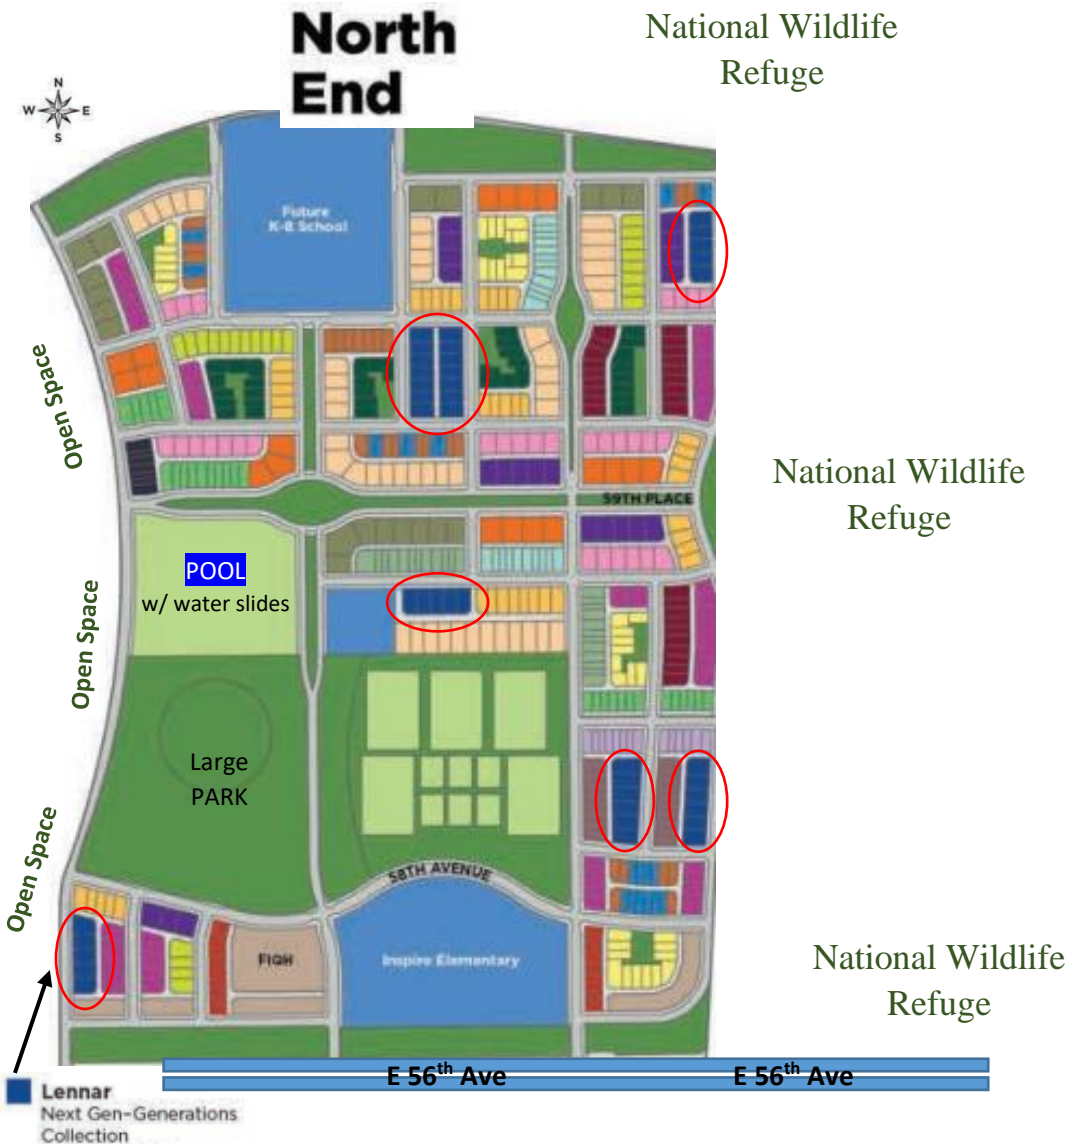 North
End
National Wildlife
Refuge
N
W E
S
Future
K-8 School
Open Space
National Wildlife
Refuge
59TH PLACE
POOL
w/ water slides
Open Space
Large
PARK
58TH AVENUE
Open Space
FIQH
Inspire Elementary
National Wildlife
Refuge
E 56th Ave E 56th Ave
Lennar
Next Gen-Generations
Collection